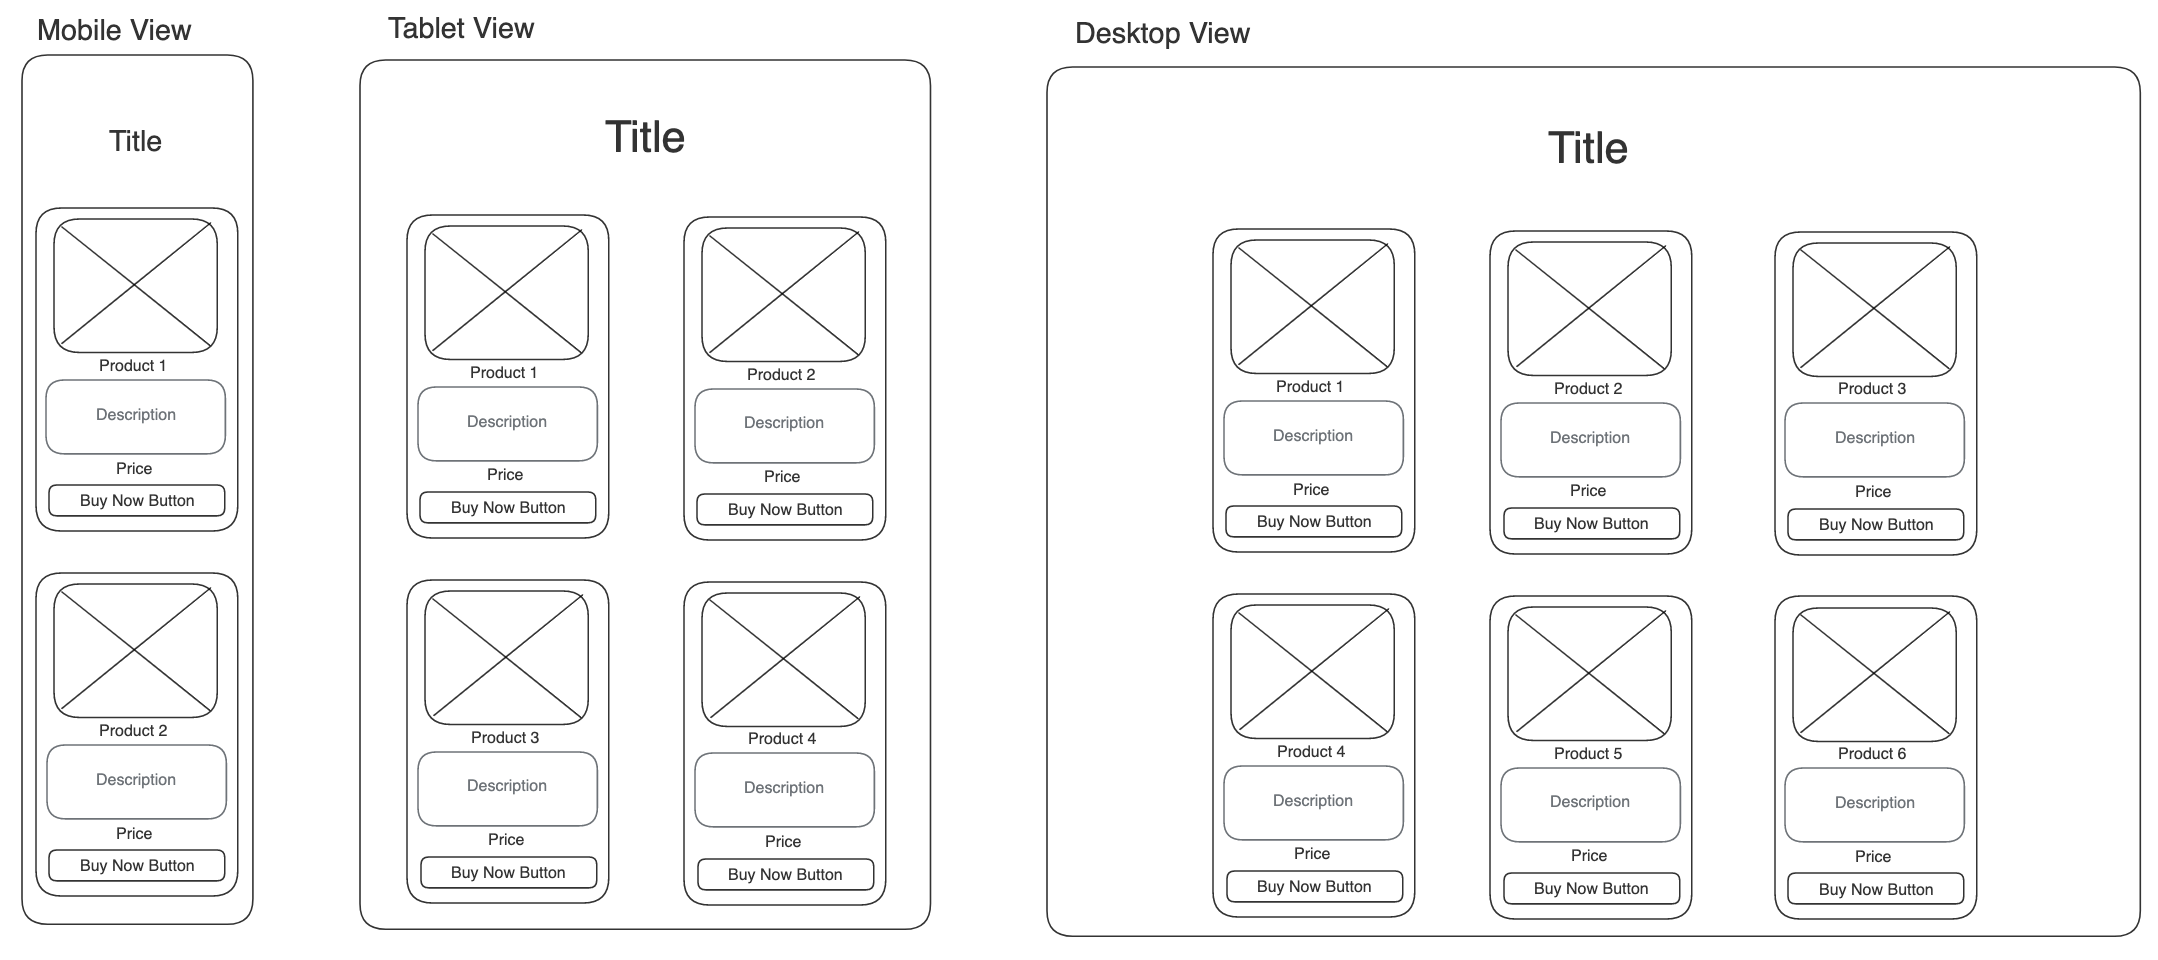 Mobile View
Title
Product 1
Description
Price
Buy Now Button
Product 2
Description
Price
Buy Now Button
Tablet View
Title
Product 1
Description
Price
Buy Now Button
Product 2
Description
Price
Buy Now Button
Product 3
Description
Price
Buy Now Button
Product 4
Description
Price
Buy Now Button
Desktop View
Title
Product 1
Description
Price
Buy Now Button
Product 2
Description
Price
Buy Now Button
Product 3
Description
Price
Buy Now Button
Product 4
Description
Price
Buy Now Button
Product 5
Description
Price
Buy Now Button
Product 6
Description
Price
Buy Now Button